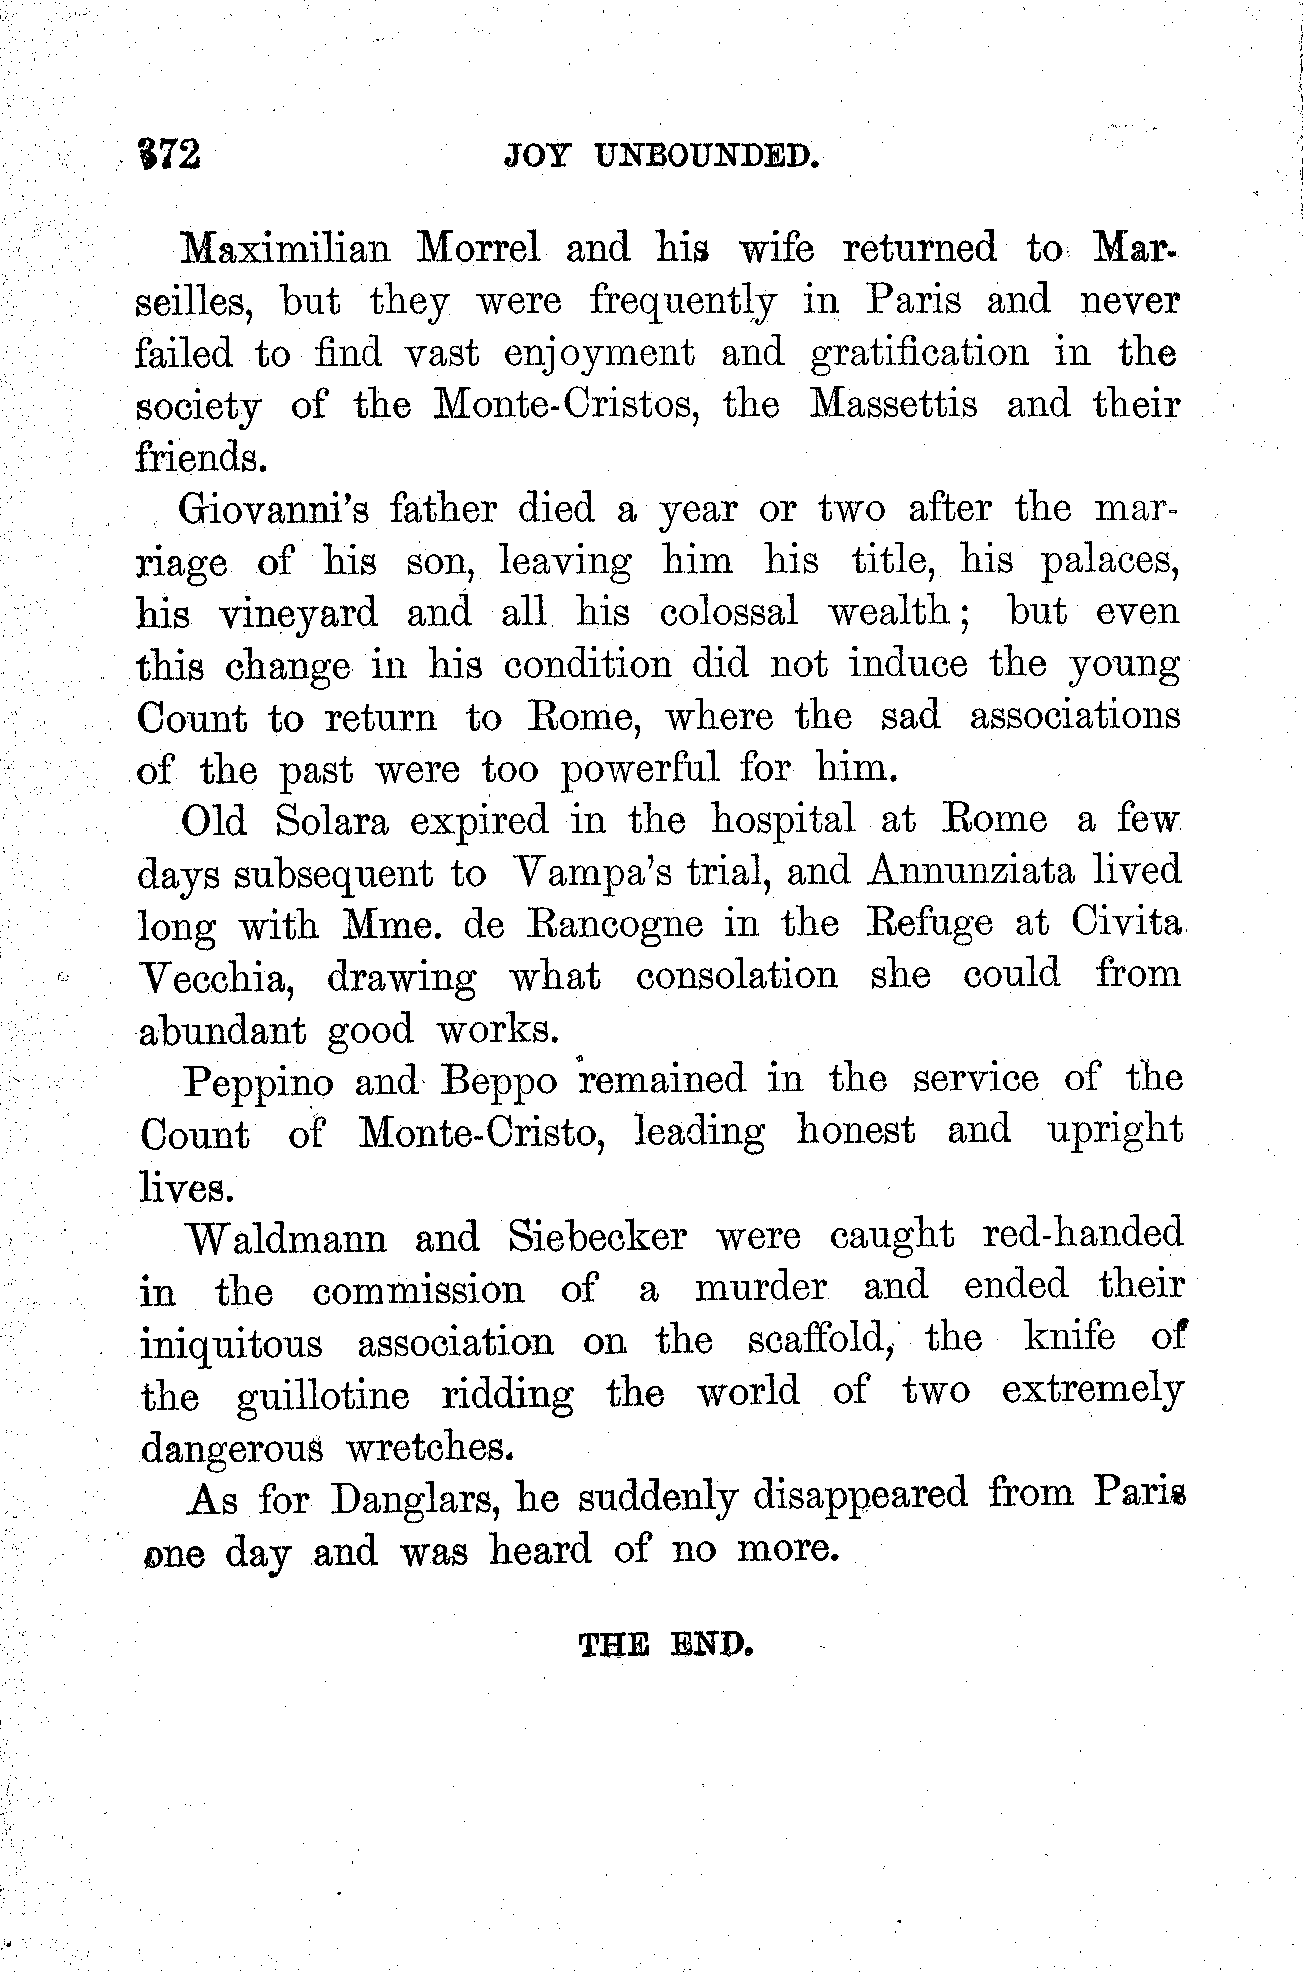 372 JOY UNBOUNDED.
Maximilian Morrel and his wife returned to Mar-
seilles, but they were frequently in Paris and never
failed to find vast enjoyment and gratification in the
society of the Monte-Cristos, the Massettis and their
friends.
Giovanni's father died a year or two after the mar-
riage of his son, leaving him his title, his palaces,
his vineyard and all his colossal wealth; but even
this change in his condition did not induce the young
Count to return to Rome, where the sad associations
of the past were too powerful for him.
Old Solara expired in the hospital at Rome a few
days subsequent to Vampa's trial, and Annunziata lived
long with Mme. de Rancogne in the Refuge at Civita
Vecchia, drawing what consolation she could from
abundant good works.
Peppino and Beppo remained in the service of the
Count of Monte-Cristo, leading honest and upright
lives.
Waldmann and Siebecker were caught red-handed
in the commission of a murder and ended their
iniquitous association on the scaffold, the knife of
the guillotine ridding the world of two extremely
dangerous wretches.
As for Danglars, he suddenly disappeared from Paris
one day and was heard of no more.
THE END.